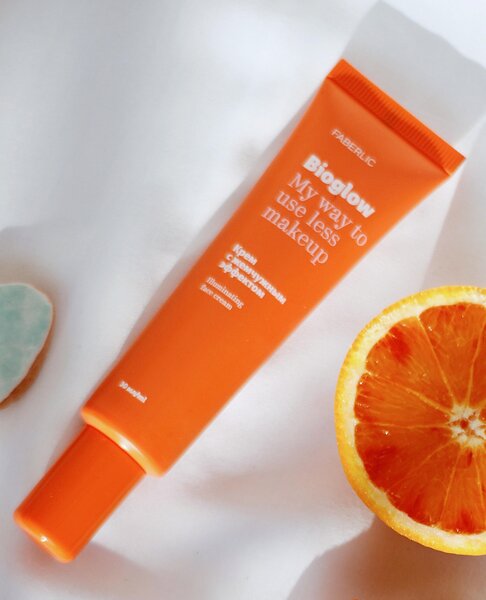 FABERLIC
Bioglow
My way to
use less
makeup
Крем
с жемчужным
эффектом
illuminating
face cream
30 мл/ml